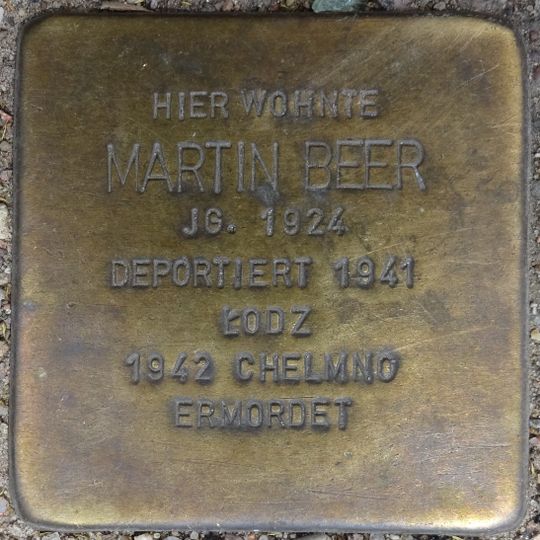 HIER WOHNTE
MARTIN BEER
JG. 1924
DEPORTIERT 1941
ŁODZ
1942 CHELMNO
ERMORDET